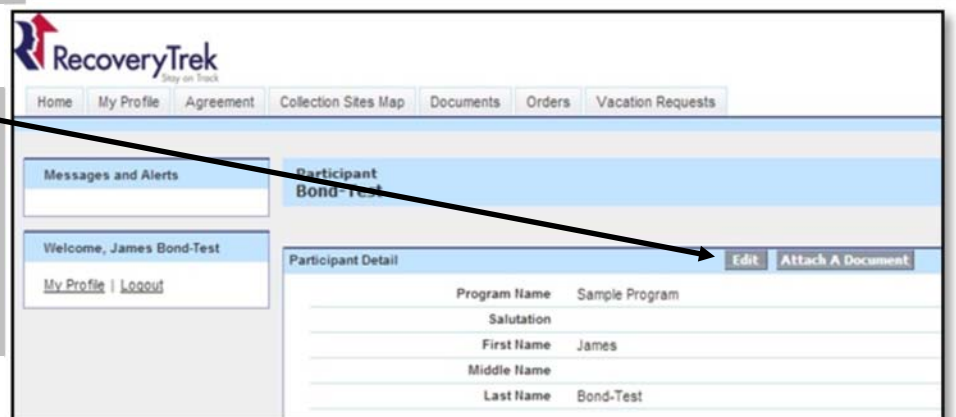 RecoveryTrek
Stay on Track
Home My Profile Agreement Collection Sites Map Documents Orders Vacation Requests
Messages and Alerts
Participant
Bond-Test
Welcome, James Bond-Test
My Profile | Logout
Participant Detail Edit Attach A Document
Program Name Sample Program
Salutation
First Name James
Middle Name
Last Name Bond-Test